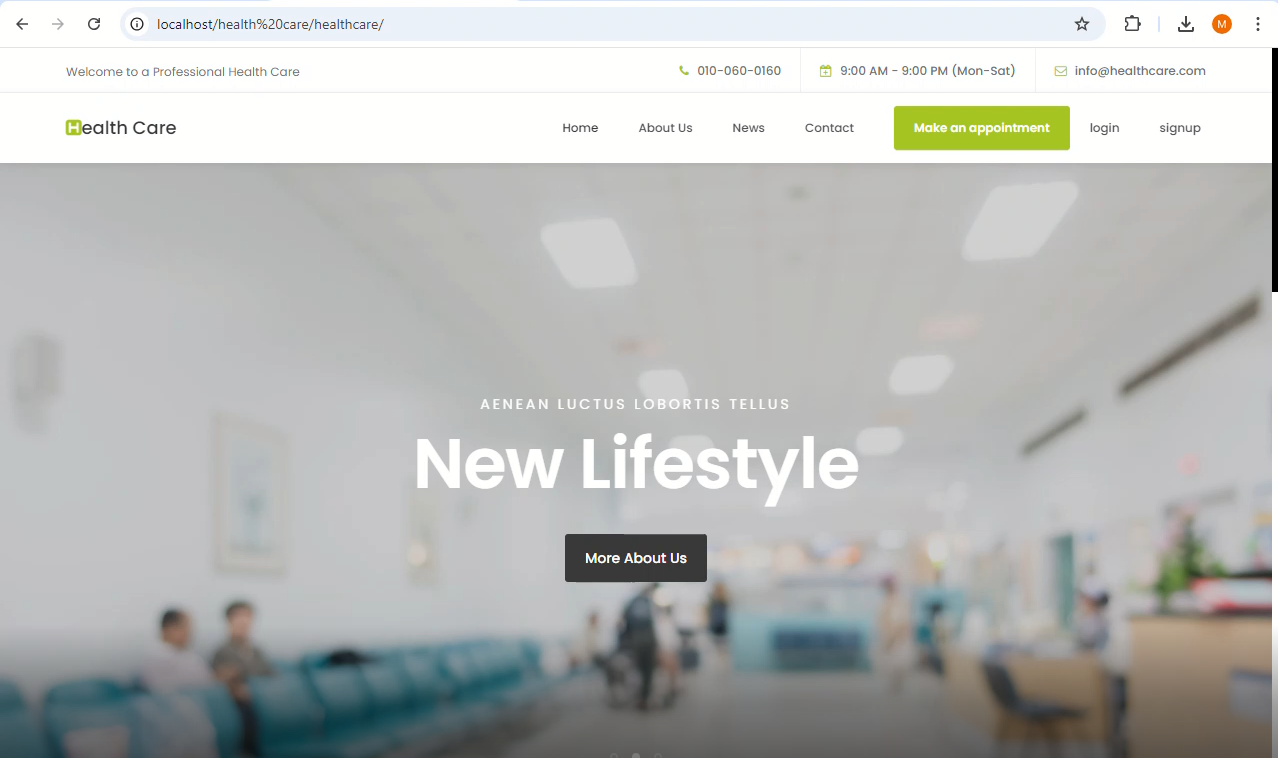 localhost/health%20care/healthcare/
M
Welcome to a Professional Health Care
010-060-0160
9:00 AM - 9:00 PM (Mon-Sat)
info@healthcare.com
Health Care
Home
About Us
News
Contact
Make an appointment
login
signup
AENEAN LUCTUS LOBORTIS TELLUS
New Lifestyle
More About Us